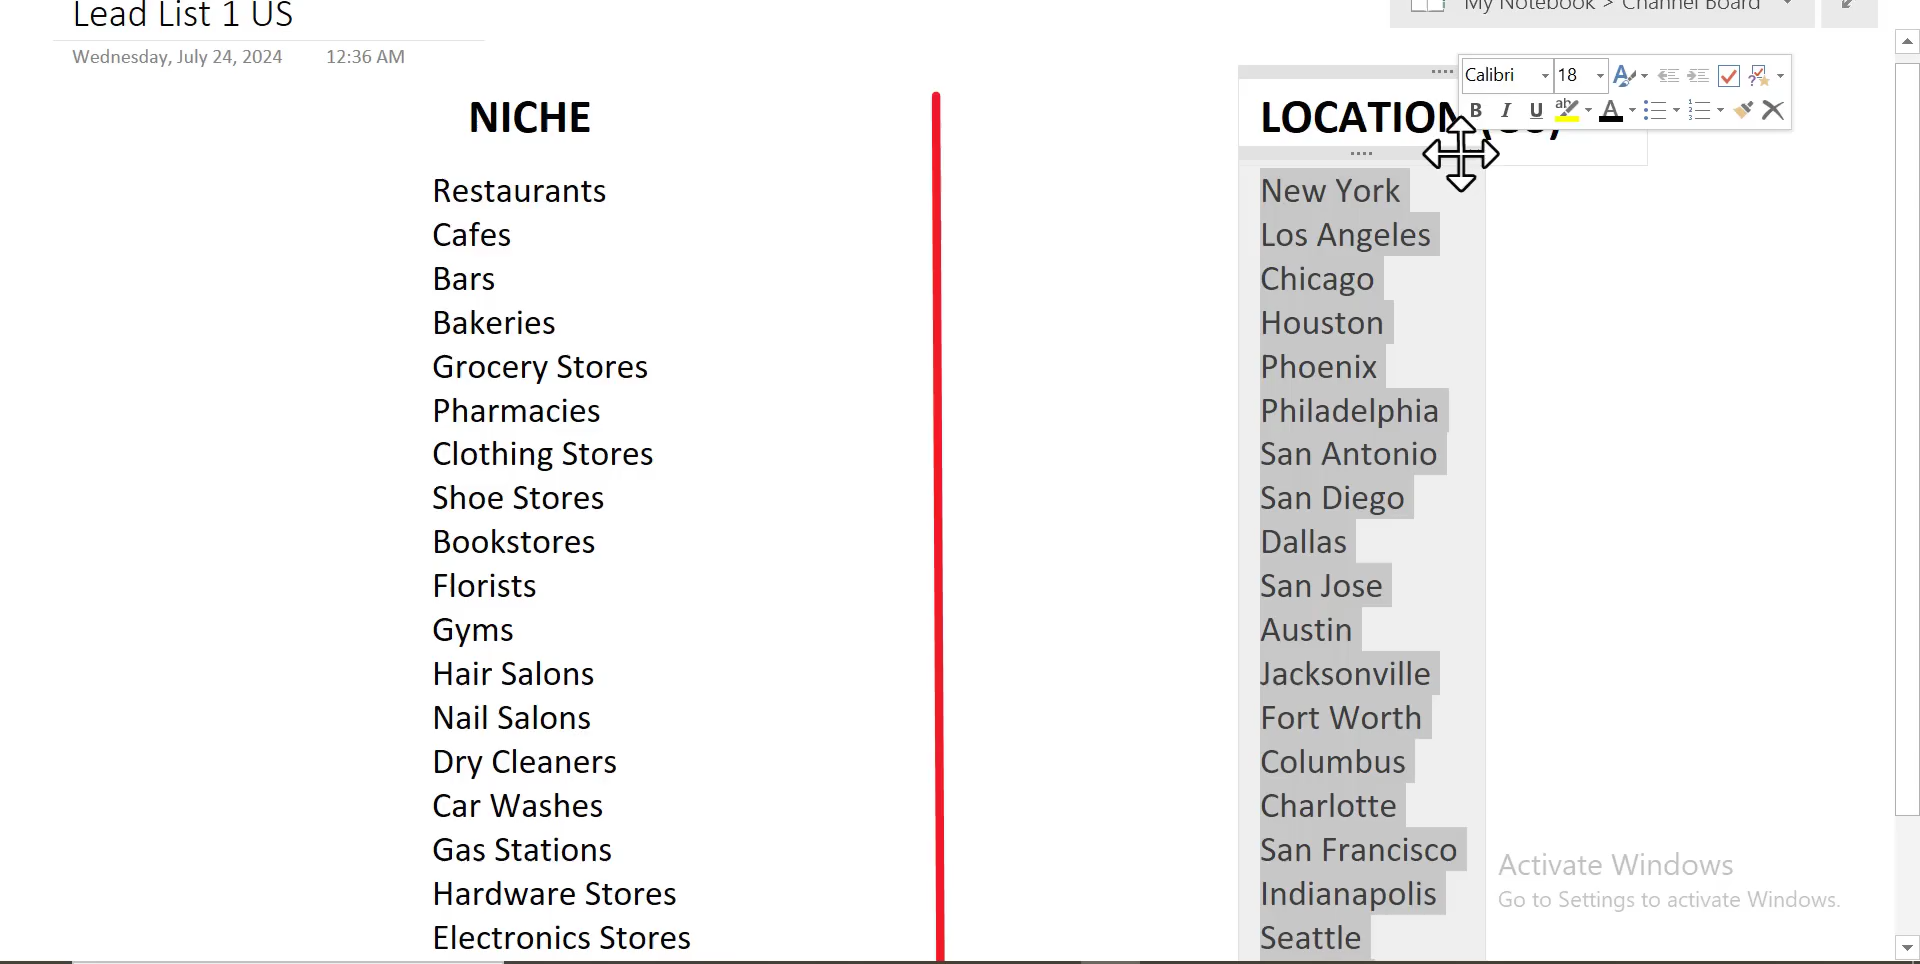 Lead List 1 US
My Notebook > Channel Board
Wednesday, July 24, 2024 12:36 AM
Calibri 18
B I U
NICHE
LOCATION
Restaurants
Cafes
Bars
Bakeries
Grocery Stores
Pharmacies
Clothing Stores
Shoe Stores
Bookstores
Florists
Gyms
Hair Salons
Nail Salons
Dry Cleaners
Car Washes
Gas Stations
Hardware Stores
Electronics Stores
New York
Los Angeles
Chicago
Houston
Phoenix
Philadelphia
San Antonio
San Diego
Dallas
San Jose
Austin
Jacksonville
Fort Worth
Columbus
Charlotte
San Francisco
Indianapolis
Seattle
Activate Windows
Go to Settings to activate Windows.